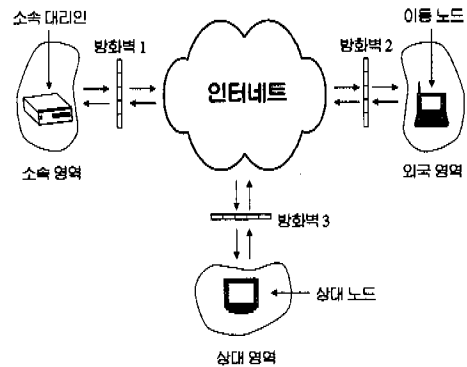 소속 대리인
이동 노드
방화벽 1
방화벽 2
인터네트
소속 영역
외국 영역
방화벽 3
상대 노드
상대 영역